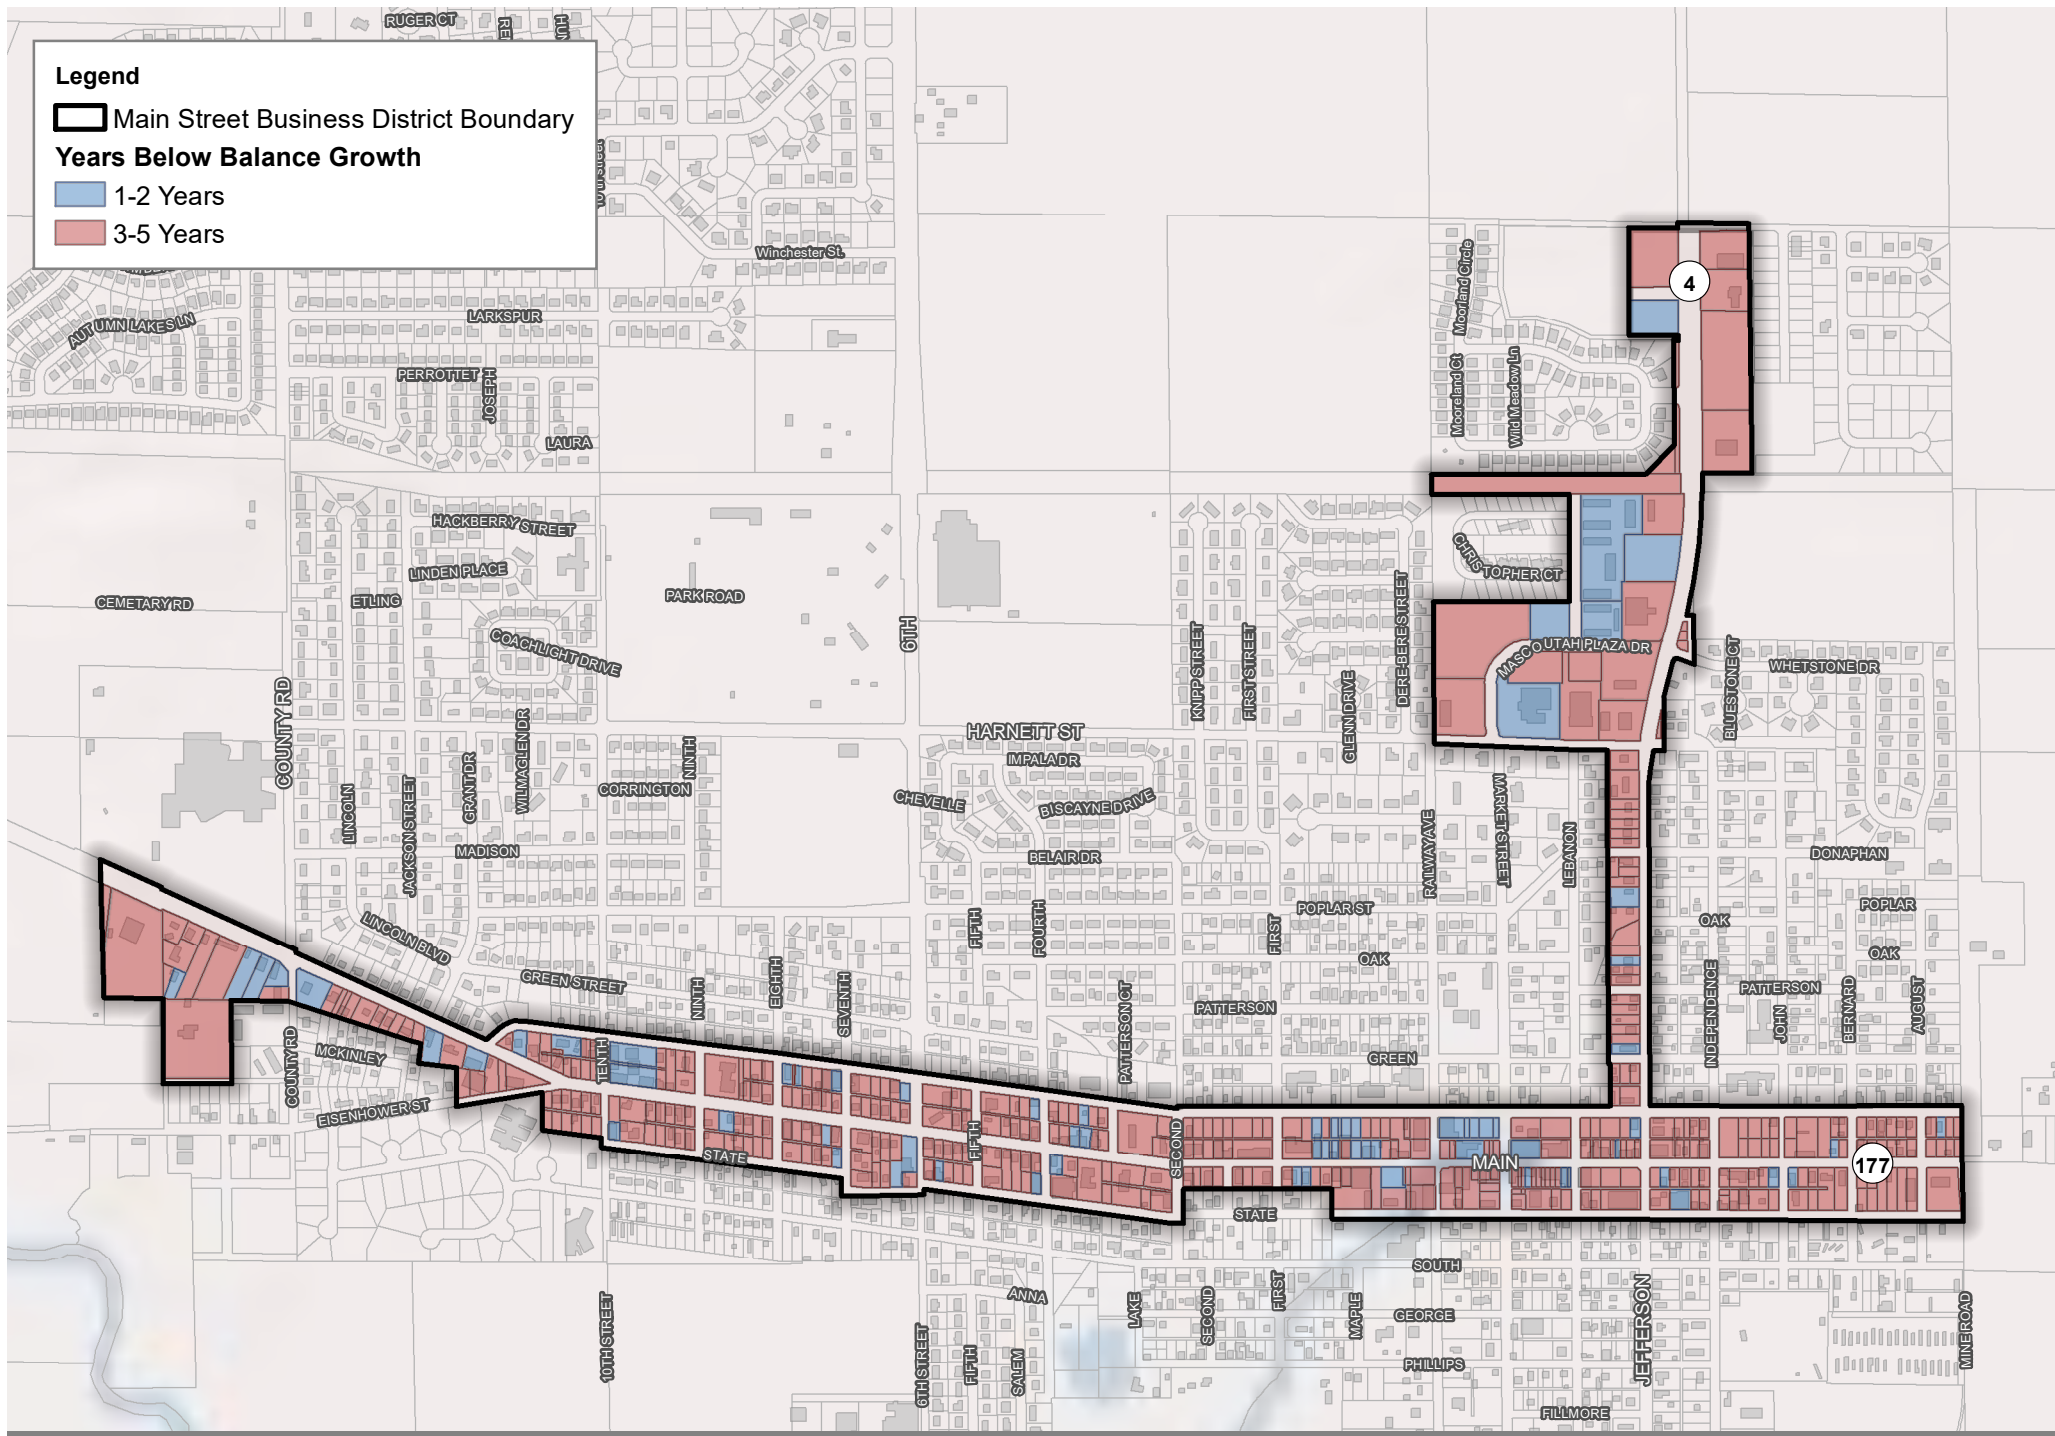 RUGER CT
Legend
Main Street Business District Boundary
Years Below Balance Growth
1-2 Years
3-5 Years
Winchester St.
Moorland Circle
4
AUTUMN LAKES LN
LARKSPUR
PERROTTET
JOSEPH
Mooreland Ct
Wild Meadow Ln
LAURA
HACKBERRY STREET
CHRISTOPHER CT
LINDEN PLACE
CEMETARY RD
ETLING
PARK ROAD
DERE-BERE STREET
6TH
COACHLIGHT DRIVE
KNIPP STREET
FIRST STREET
MASCOUTAH PLAZA DR
WHETSTONE DR
BLUESTONE CT
GLENN DRIVE
COUNTY RD
WILMAGLEN DR
HARNETT ST
IMPALA DR
NINTH
CORRINGTON
GRANT DR
LINCOLN
JACKSON STREET
CHEVELLE
BISCAYNE DRIVE
MARKET STREET
RAILWAY AVE
LEBANON
MADISON
BELAIR DR
DONAPHAN
POPLAR ST
POPLAR
FIFTH
FOURTH
FIRST
OAK
LINCOLN BLVD
OAK
OAK
GREEN STREET
NINTH
EIGHTH
SEVENTH
PATTERSON CT
PATTERSON
PATTERSON
INDEPENDENCE
JOHN
BERNARD
AUGUST
COUNTY RD
MCKINLEY
TENTH
GREEN
EISENHOWER ST
STATE
FIFTH
SECOND
MAIN
177
STATE
SOUTH
ANNA
10TH STREET
LAKE
SECOND
FIRST
MAPLE
GEORGE
JEFFERSON
MINE ROAD
6TH STREET
FIFTH
SALEM
PHILLIPS
FILLMORE